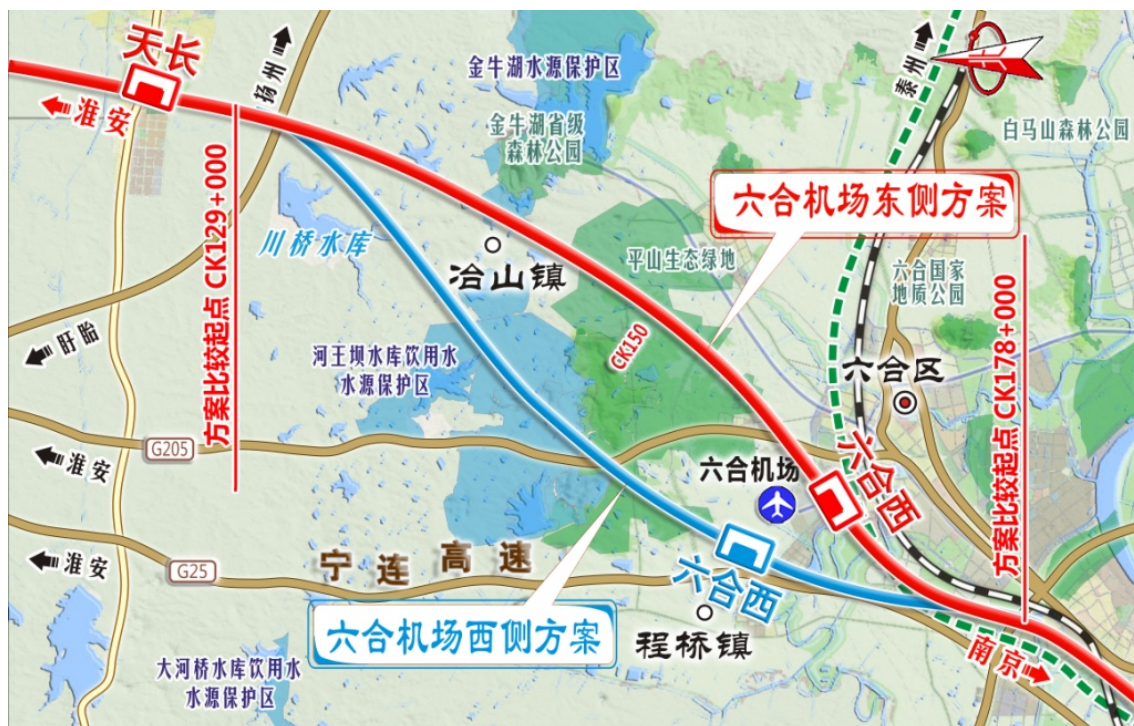 天长
淮安
扬州
金牛湖水源保护区
金牛湖省级
森林公园
泰州
北
白马山森林公园
六合机场东侧方案
川桥水库
冶山镇
平山生态绿地
六合国家
地质公园
方案比较起点 CK129+000
CK150
方案比较起点 CK178+000
盱眙
河王坝水库饮用水
水源保护区
六合区
G205
淮安
六合机场
六合西
宁连高速
淮安
G25
六合西
六合机场西侧方案
程桥镇
南京
大河桥水库饮用水
水源保护区